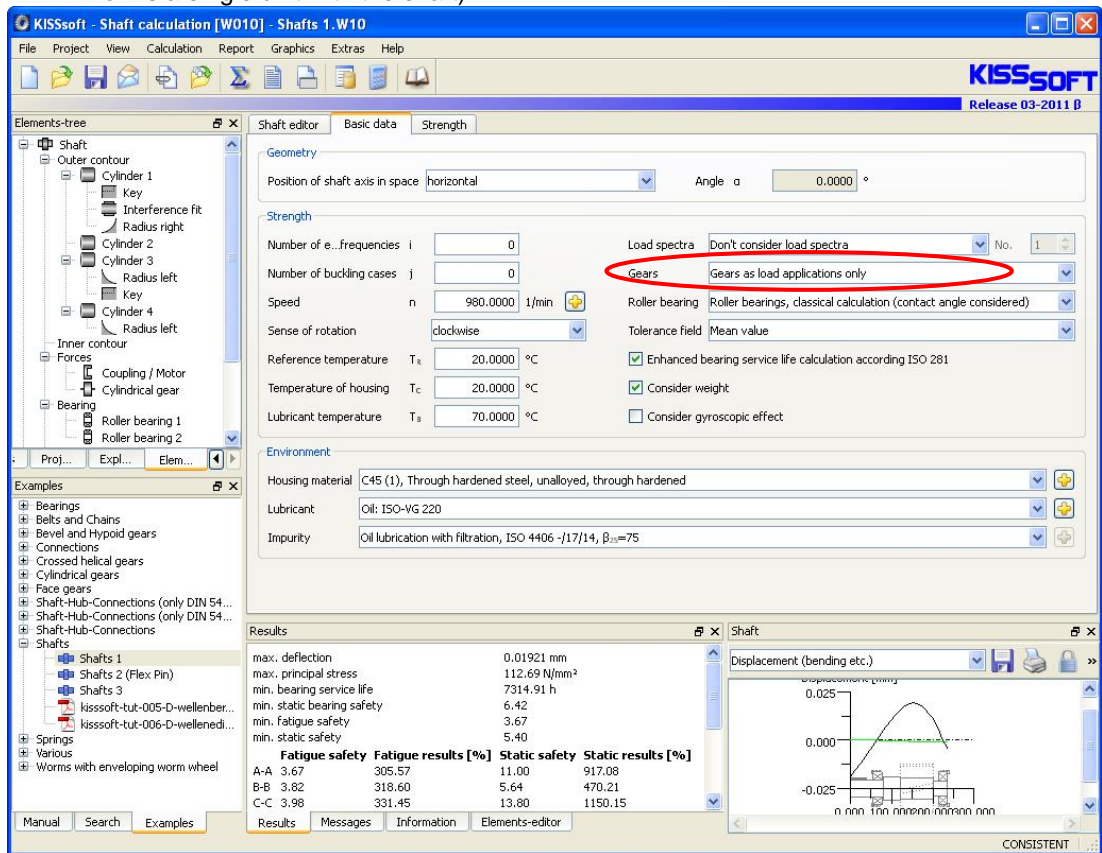 KISSsoft - Shaft calculation [W010] - Shafts 1.W10
File Project View Calculation Report Graphics Extras Help
KISSSOFT
Release 03-2011 β
Elements-tree
Shaft
Outer contour
Cylinder 1
Key
Interference fit
Radius right
Cylinder 2
Cylinder 3
Radius left
Key
Cylinder 4
Radius left
Inner contour
Forces
Coupling / Motor
Cylindrical gear
Bearing
Roller bearing 1
Roller bearing 2
Proj... Expl... Elem...
Examples
Bearings
Belts and Chains
Bevel and Hypoid gears
Connections
Crossed helical gears
Cylindrical gears
Face gears
Shaft-Hub-Connections (only DIN 54...
Shaft-Hub-Connections (only DIN 54...
Shaft-Hub-Connections
Shafts
Shafts 1
Shafts 2 (Flex Pin)
Shafts 3
kisssoft-tut-005-D-wellenber...
kisssoft-tut-006-D-wellenedi...
Springs
Various
Worms with enveloping worm wheel
Manual Search Examples
Shaft editor Basic data Strength
Geometry
Position of shaft axis in space horizontal Angle α 0.0000 °
Strength
Number of e...frequencies i 0 Load spectra Don't consider load spectra No. 1
Number of buckling cases j 0 Gears Gears as load applications only
Speed n 980.0000 1/min Roller bearing Roller bearings, classical calculation (contact angle considered)
Sense of rotation clockwise Tolerance field Mean value
Reference temperature TR 20.0000 °C Enhanced bearing service life calculation according ISO 281
Temperature of housing TC 20.0000 °C Consider weight
Lubricant temperature TB 70.0000 °C Consider gyroscopic effect
Environment
Housing material C45 (1), Through hardened steel, unalloyed, through hardened
Lubricant Oil: ISO-VG 220
Impurity Oil lubrication with filtration, ISO 4406 -/17/14, β25=75
Results
max. deflection 0.01921 mm
max. principal stress 112.69 N/mm²
min. bearing service life 7314.91 h
min. static bearing safety 6.42
min. fatigue safety 3.67
min. static safety 5.40
Fatigue safety Fatigue results [%] Static safety Static results [%]
A-A 3.67 305.57 11.00 917.08
B-B 3.82 318.60 5.64 470.21
C-C 3.98 331.45 13.80 1150.15
Results Messages Information Elements-editor
Shaft
Displacement (bending etc.)
Displacement [mm]
0.025
0.000
-0.025
CONSISTENT